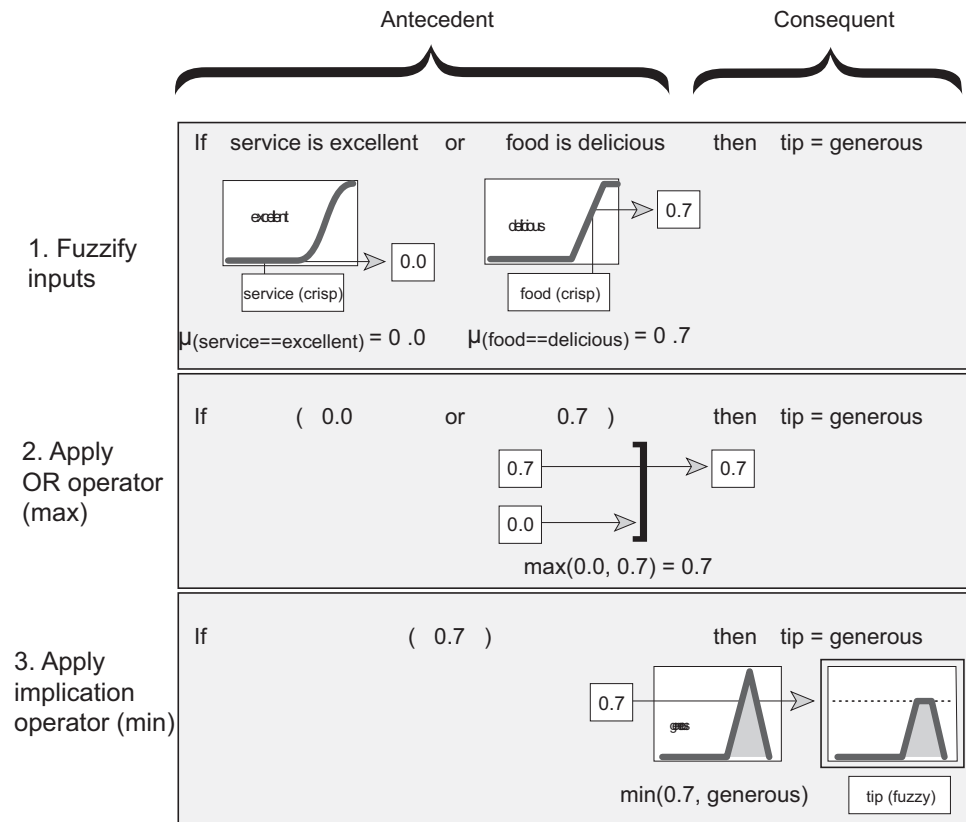 Antecedent
Consequent
If service is excellent or food is delicious then tip = generous
1. Fuzzify
inputs
excellent
0.0
service (crisp)
delicious
0.7
food (crisp)
μ(service==excellent) = 0 .0
μ(food==delicious) = 0 .7
2. Apply
OR operator
(max)
If ( 0.0 or 0.7 ) then tip = generous
0.7
0.7
0.0
max(0.0, 0.7) = 0.7
3. Apply
implication
operator (min)
If ( 0.7 ) then tip = generous
0.7
min(0.7, generous)
tip (fuzzy)